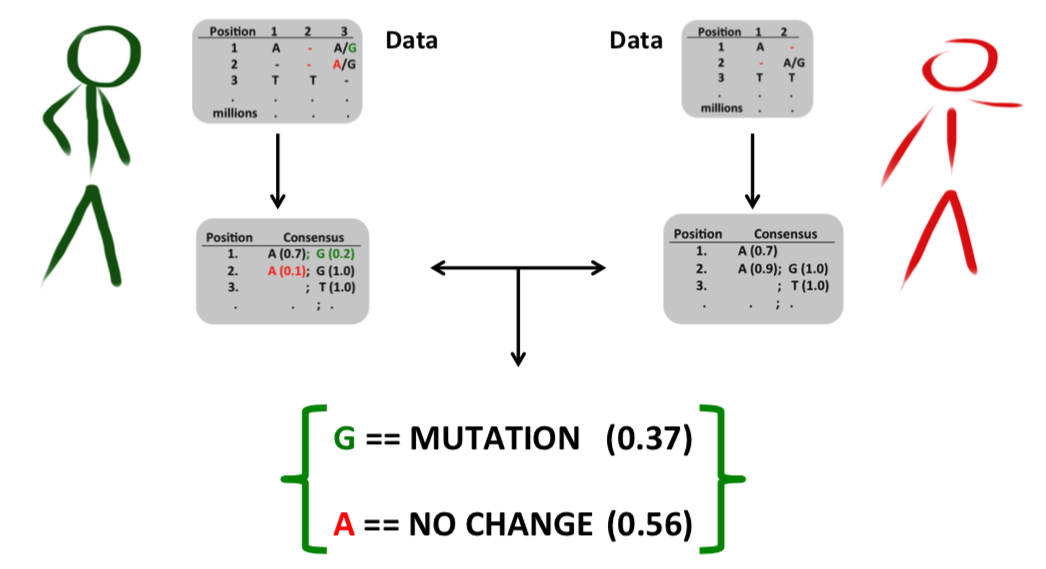 Data
Position 1 2 3
1 A - A/G
2 - - A/G
3 T T -
. . . .
millions . . .
Data
Position 1 2
1 A -
2 - A/G
3 T T
. . .
millions . .
Position Consensus
1. A (0.7); G (0.2)
2. A (0.1); G (1.0)
3. ; T (1.0)
. . ; .
Position Consensus
1. A (0.7)
2. A (0.9); G (1.0)
3. ; T (1.0)
. . ; .
G == MUTATION (0.37)
A == NO CHANGE (0.56)